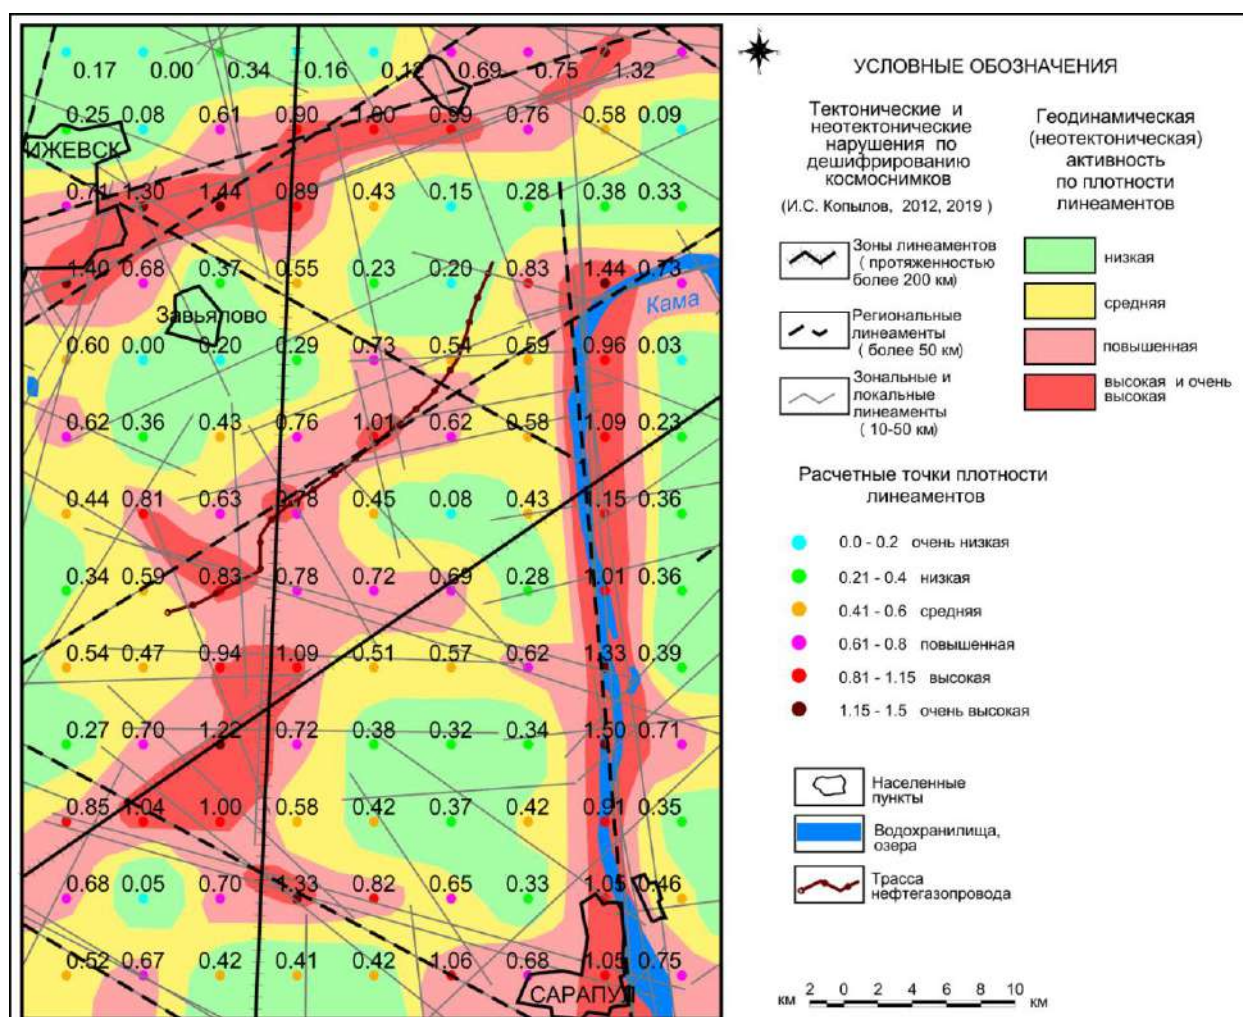 0.17 0.00 0.34 0.16 0.12 0.69 0.75 1.32
0.25 0.08 0.61 0.90 1.00 0.99 0.76 0.58 0.09
ИЖЕВСК
0.71 1.30 1.44 0.89 0.43 0.15 0.28 0.38 0.33
1.40 0.68 0.37 0.55 0.23 0.20 0.83 1.44 0.73
Кама
Завьялово
0.60 0.00 0.20 0.29 0.73 0.54 0.59 0.96 0.03
0.62 0.36 0.43 0.76 1.01 0.62 0.58 1.09 0.23
0.44 0.81 0.63 0.78 0.45 0.08 0.43 1.15 0.36
0.34 0.59 0.83 0.78 0.72 0.69 0.28 1.01 0.36
0.54 0.47 0.94 1.09 0.51 0.57 0.62 1.33 0.39
0.27 0.70 1.22 0.72 0.38 0.32 0.34 1.50 0.71
0.85 1.04 1.00 0.58 0.42 0.37 0.42 0.91 0.35
0.68 0.05 0.70 1.33 0.82 0.65 0.33 1.05 0.46
0.52 0.67 0.42 0.41 0.42 1.06 0.68 1.05 0.75
САРАПУЛ
УСЛОВНЫЕ ОБОЗНАЧЕНИЯ
Тектонические и
неотектонические
нарушения по
дешифрированию
космоснимков
(И.С. Копылов, 2012, 2019 )
Зоны линеаментов
( протяженностью
более 200 км)
Региональные
линеаменты
( более 50 км)
Зональные и
локальные
линеаменты
( 10-50 км)
Геодинамическая
(неотектоническая)
активность
по плотности
линеаментов
низкая
средняя
повышенная
высокая и очень
высокая
Расчетные точки плотности
линеаментов
0.0 - 0.2 очень низкая
0.21 - 0.4 низкая
0.41 - 0.6 средняя
0.61 - 0.8 повышенная
0.81 - 1.15 высокая
1.15 - 1.5 очень высокая
Населенные
пункты
Водохранилища,
озера
Трасса
нефтегазопровода
км 2 0 2 4 6 8 10 км